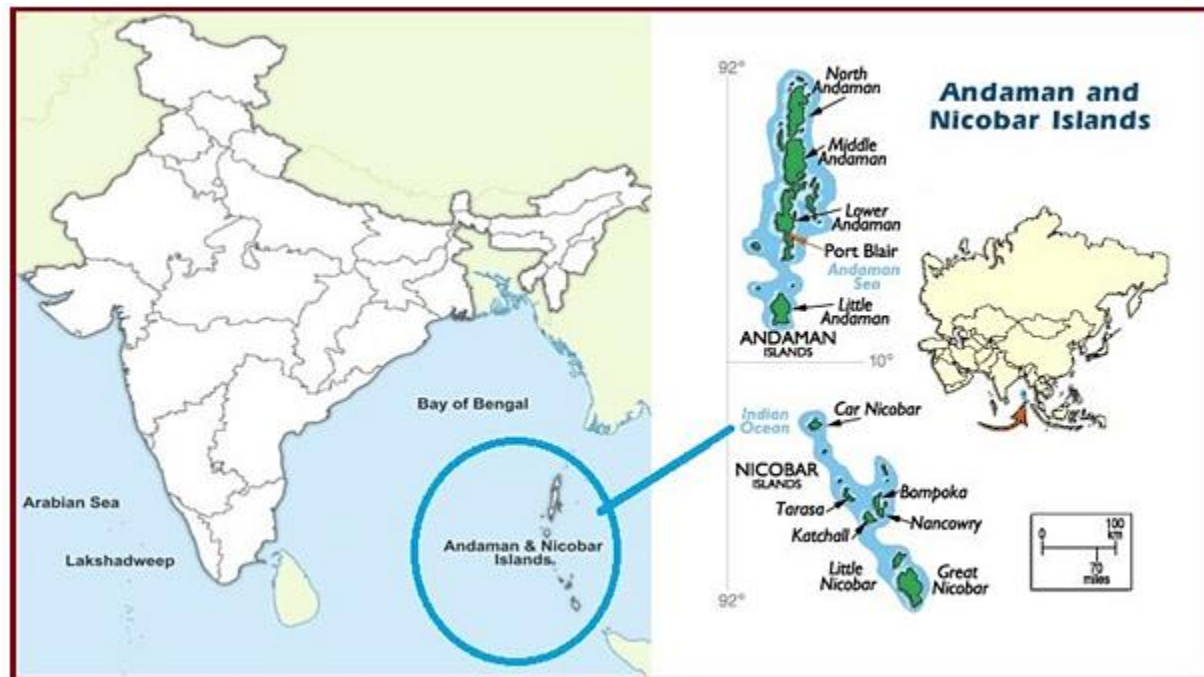 Bay of Bengal
Arabian Sea
Lakshadweep
Andaman & Nicobar
Islands
Andaman and
Nicobar Islands
92°
North
Andaman
Middle
Andaman
Lower
Andaman
Port Blair
Andaman
Sea
Little
Andaman
ANDAMAN
ISLANDS
10°
Indian
Ocean
Car Nicobar
NICOBAR
ISLANDS
Tarasa
Bompoka
Nancowry
Katchall
Little
Nicobar
Great
Nicobar
92°
0
100
km
70
miles